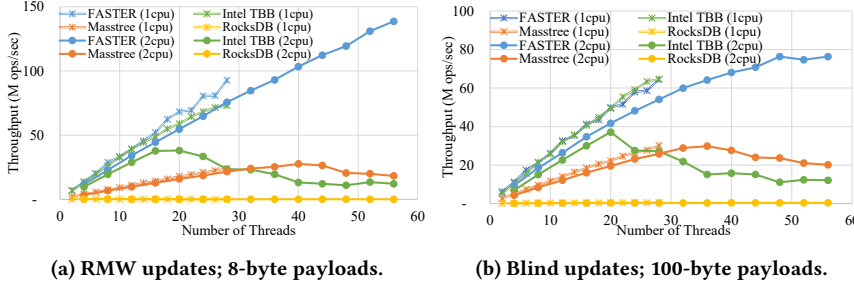 150
100
50
-
Throughput (M ops/sec)
FASTER (1cpu) Intel TBB (1cpu)
Masstree (1cpu) RocksDB (1cpu)
FASTER (2cpu) Intel TBB (2cpu)
Masstree (2cpu) RocksDB (2cpu)
0 10 20 30 40 50 60
Number of Threads
(a) RMW updates; 8-byte payloads.
100
80
60
40
20
-
Throughput (M ops/sec)
FASTER (1cpu) Intel TBB (1cpu)
Masstree (1cpu) RocksDB (1cpu)
FASTER (2cpu) Intel TBB (2cpu)
Masstree (2cpu) RocksDB (2cpu)
0 10 20 30 40 50 60
Number of Threads
(b) Blind updates; 100-byte payloads.